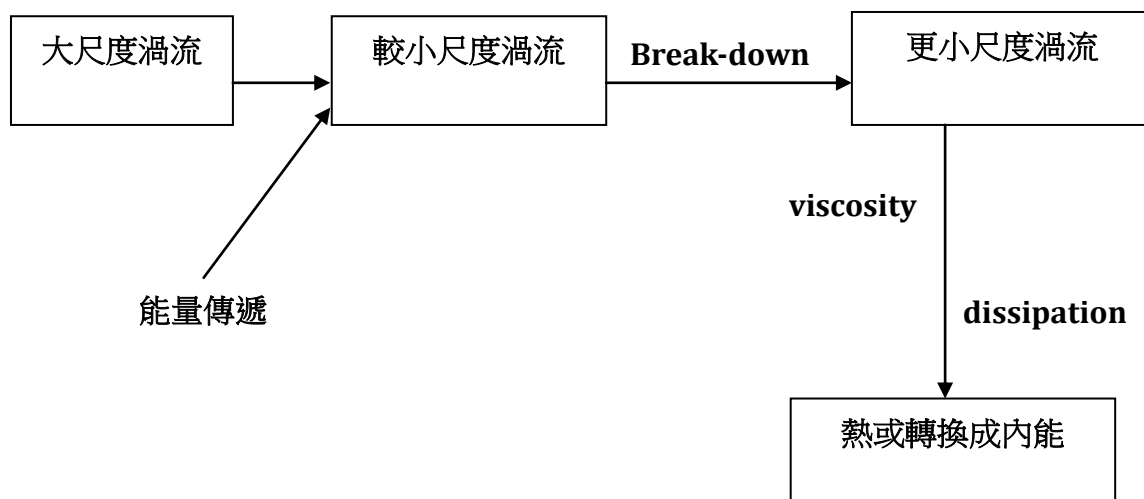 大尺度渦流
較小尺度渦流
Break-down
更小尺度渦流
viscosity
能量傳遞
dissipation
熱或轉換成內能